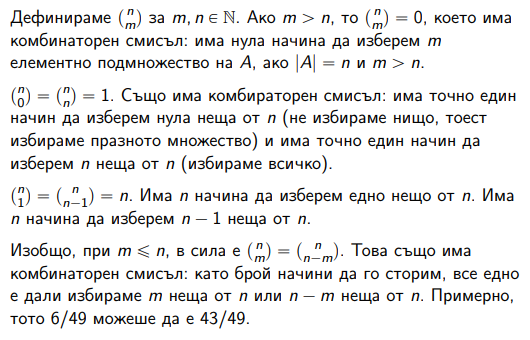 Дефинираме (n m) за m, n ∈ ℕ. Ако m > n, то (n m) = 0, което има
комбинаторен смисъл: има нула начина да изберем m
елементно подмножество на A, ако |A| = n и m > n.
(n 0) = (n n) = 1. Също има комбираторен смисъл: има точно един
начин да изберем нула неща от n (не избираме нищо, тоест
избираме празното множество) и има точно един начин да
изберем n неща от n (избираме всичко).
(n 1) = (n n−1) = n. Има n начина да изберем едно нещо от n. Има
n начина да изберем n − 1 неща от n.
Изобщо, при m ⩽ n, в сила е (n m) = (n n−m). Това също има
комбинаторен смисъл: като брой начини да го сторим, все едно
е дали избираме m неща от n или n − m неща от n. Примерно,
тото 6/49 можеше да е 43/49.